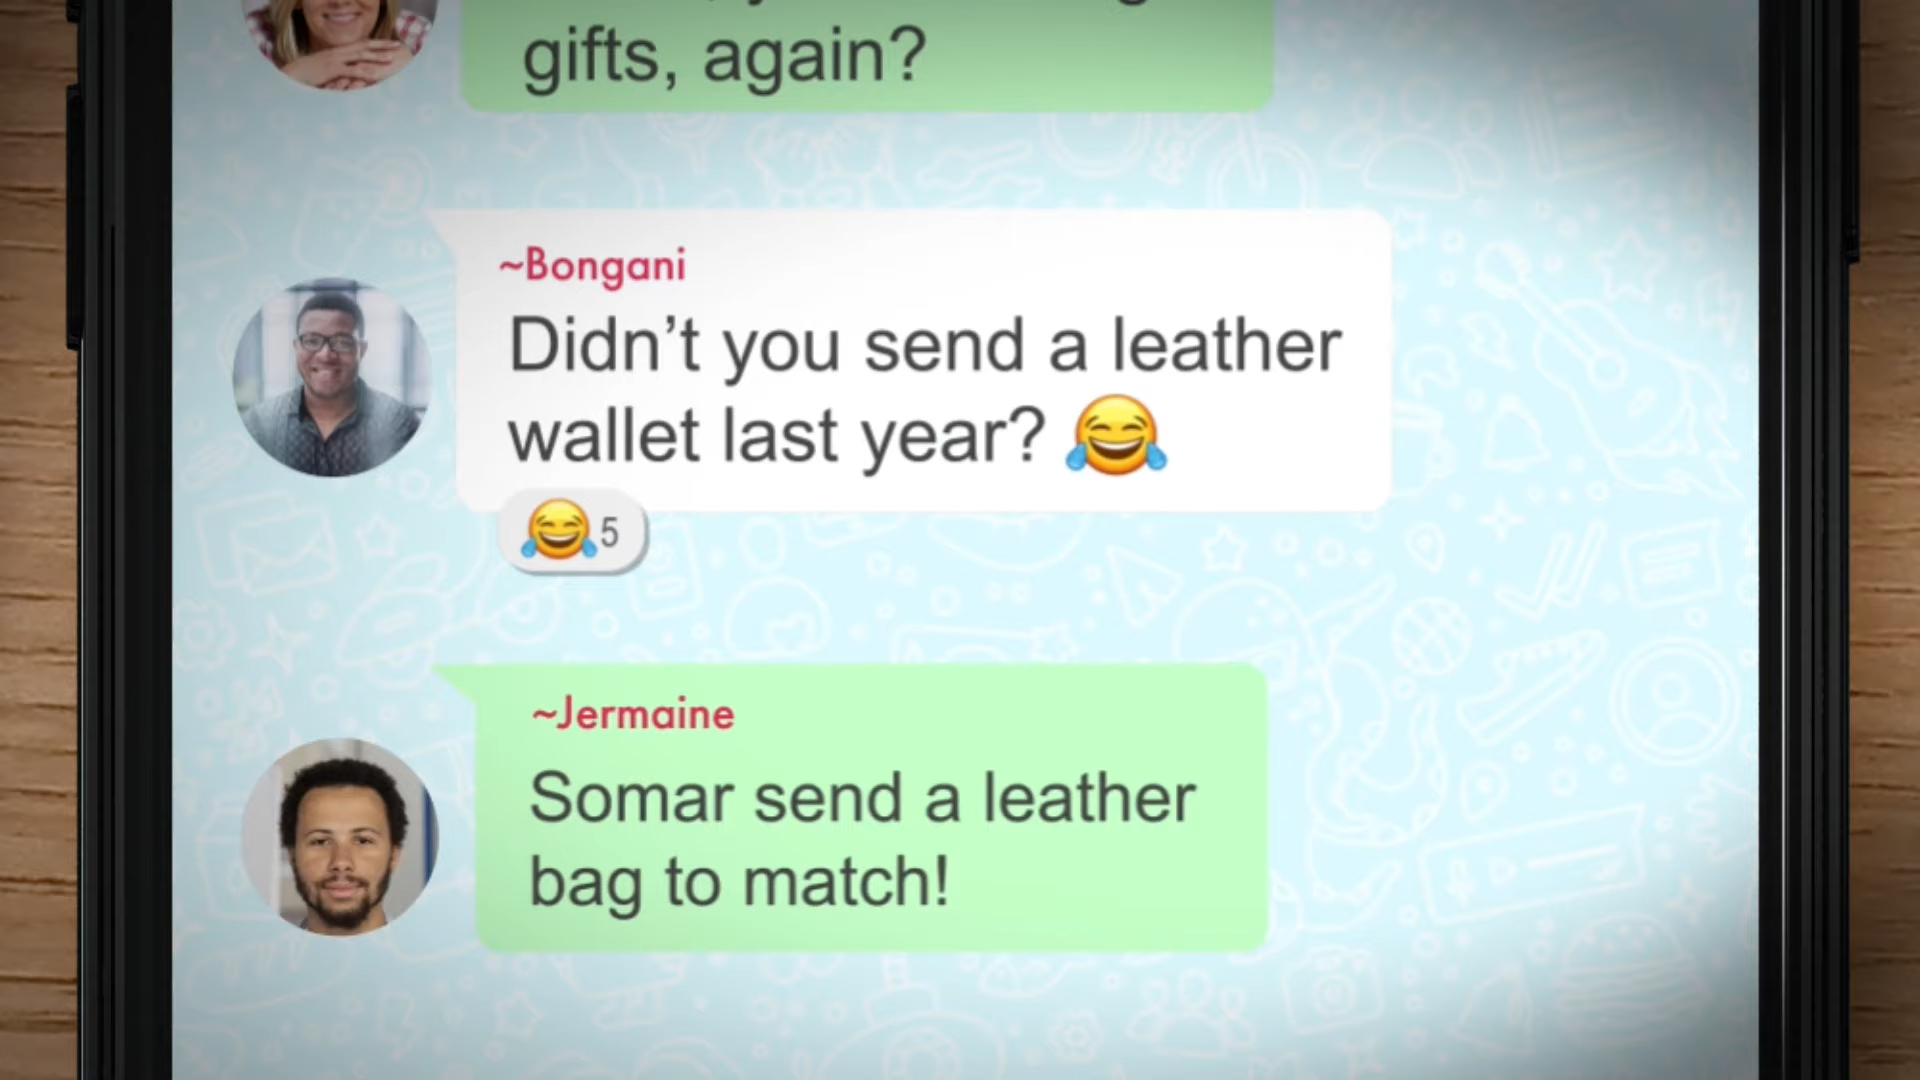 gifts, again?
~Bongani
Didn’t you send a leather
wallet last year? 😂
😂 5
~Jermaine
Somar send a leather
bag to match!